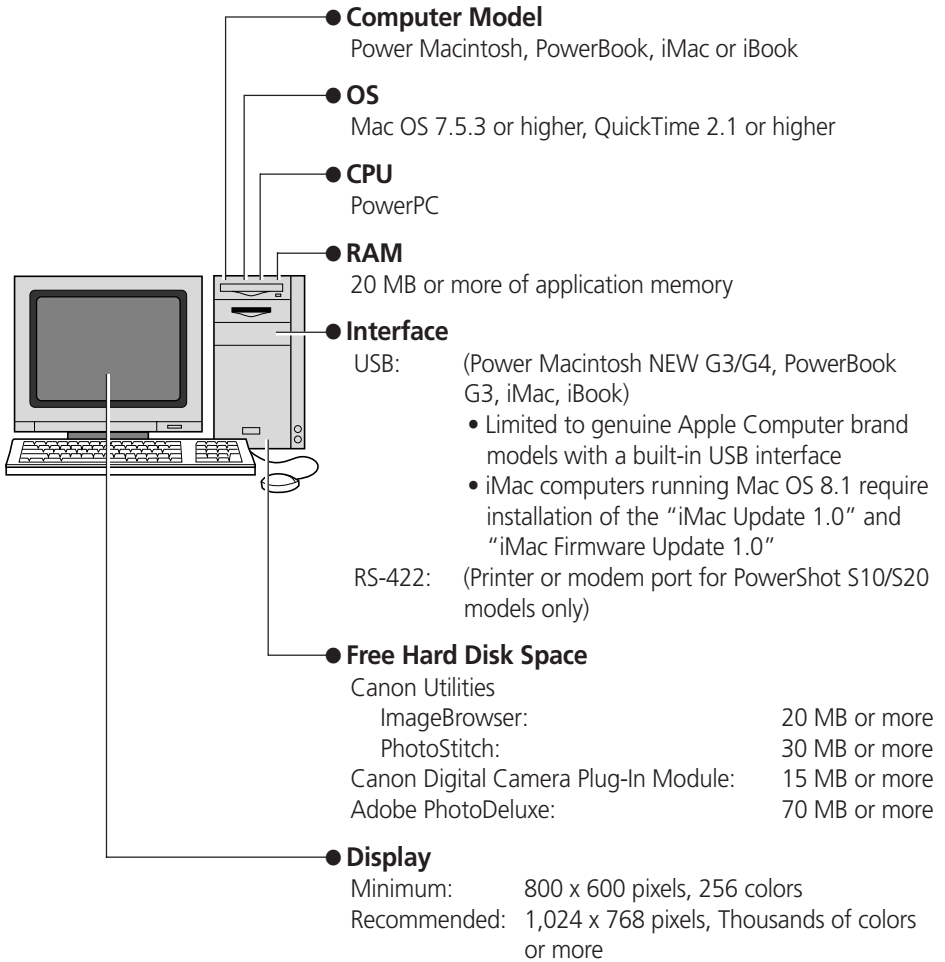 Computer Model
Power Macintosh, PowerBook, iMac or iBook
OS
Mac OS 7.5.3 or higher, QuickTime 2.1 or higher
CPU
PowerPC
RAM
20 MB or more of application memory
Interface
USB: (Power Macintosh NEW G3/G4, PowerBook
G3, iMac, iBook)
• Limited to genuine Apple Computer brand
models with a built-in USB interface
• iMac computers running Mac OS 8.1 require
installation of the “iMac Update 1.0” and
“iMac Firmware Update 1.0”
RS-422: (Printer or modem port for PowerShot S10/S20
models only)
Free Hard Disk Space
Canon Utilities
ImageBrowser: 20 MB or more
PhotoStitch: 30 MB or more
Canon Digital Camera Plug-In Module: 15 MB or more
Adobe PhotoDeluxe: 70 MB or more
Display
Minimum: 800 x 600 pixels, 256 colors
Recommended: 1,024 x 768 pixels, Thousands of colors
or more